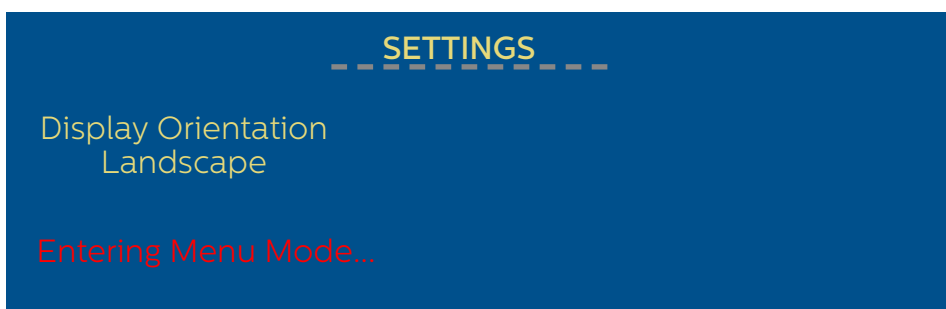 SETTINGS
Display Orientation
Landscape
Entering Menu Mode...